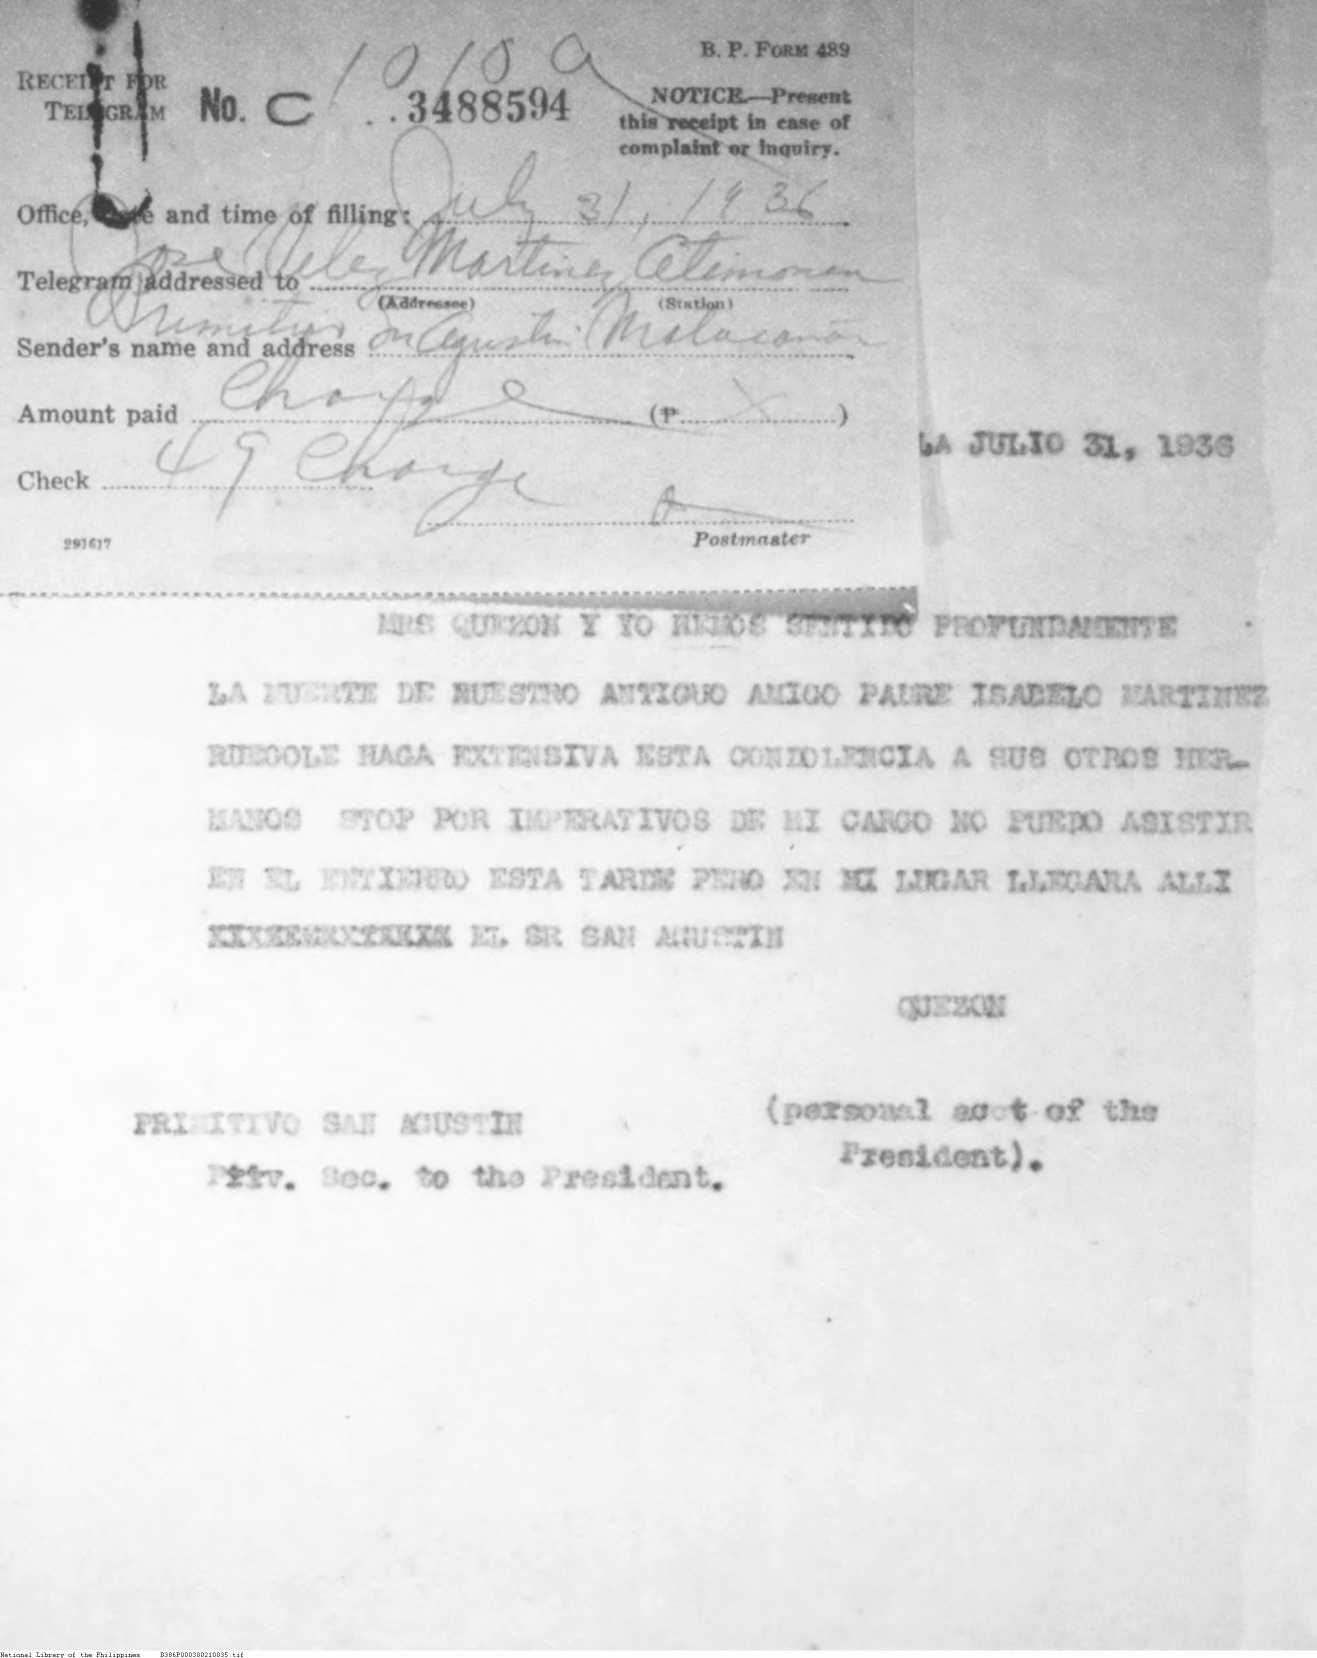 1010 a
B. P. FORM 489
RECEIPT FOR
TELEGRAM
No. C 3488594
NOTICE.—Present
this receipt in case of
complaint or inquiry.
Office, date and time of filling: July 31, 1936
Telegram addressed to Jose Velez Martinez Atimonan
(Addressee) (Station)
Sender's name and address Primitivo Sn Agustin Malacañan
Amount paid Charge (₱ X )
Check 49 Charge
Postmaster
291617
LA JULIO 31, 1936
MRS QUEZON Y YO HEMOS SENTIDO PROFUNDAMENTE
LA MUERTE DE NUESTRO ANTIGUO AMIGO PADRE ISABELO MARTINEZ
RUEGOLE HAGA EXTENSIVA ESTA CONDOLENCIA A SUS OTROS HER-
MANOS STOP POR IMPERATIVOS DE MI CARGO NO PUEDO ASISTIR
EN EL ENTIERRO ESTA TARDE PERO EN MI LUGAR LLEGARA ALLI
EL SR SAN AGUSTIN
QUEZON
PRIMITIVO SAN AGUSTIN
Priv. Sec. to the President.
(personal acct of the
President).
National Library of the Philippines B386P000380210835.tif